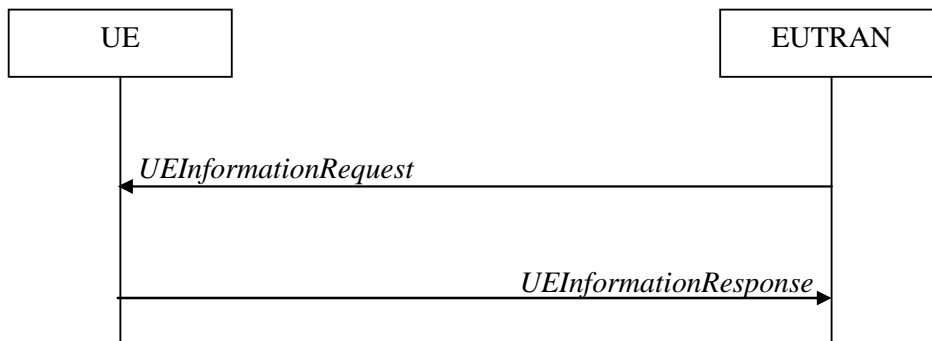 UE
EUTRAN
UEInformationRequest
UEInformationResponse